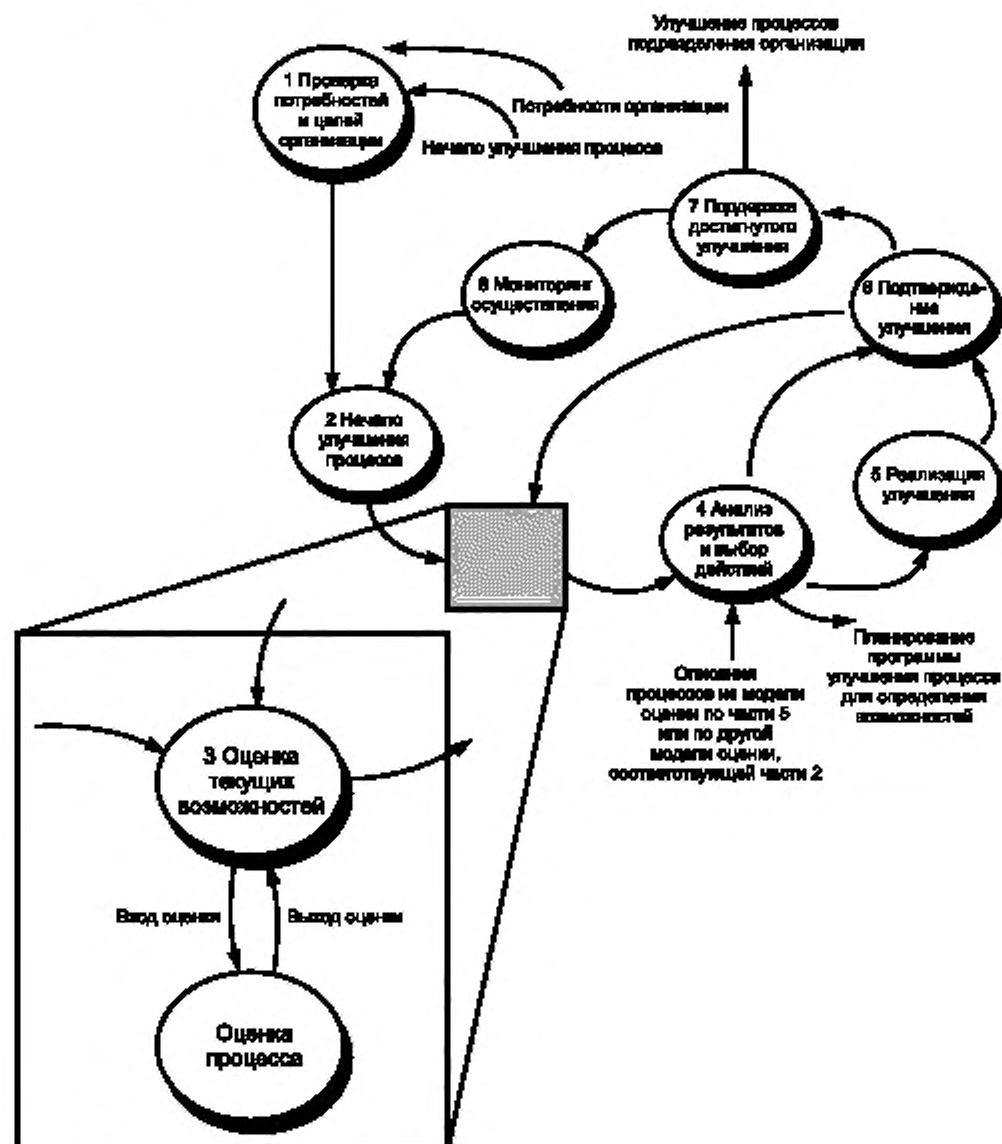 Улучшение процессов
подразделения организации
1 Проверка
потребностей
и целей
организации
Потребности организации
Начало улучшения процесса
7 Поддержка
достигнутого
улучшения
8 Мониторинг
осуществления
6 Подтвержде-
ние
улучшения
2 Начало
улучшения
процесса
5 Реализация
улучшения
4 Анализ
результатов
и выбор
действий
Описания
процессов из модели
оценки по части 5
или по другой
модели оценки,
соответствующей части 2
Планирование
программы
улучшения процесса
для определения
возможностей
3 Оценка
текущих
возможностей
Вход оценки
Выход оценки
Оценка
процесса